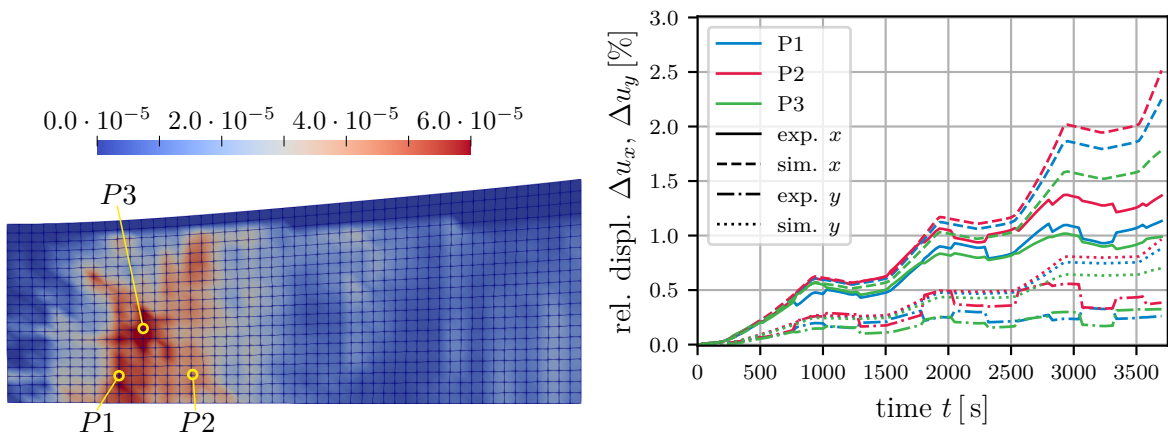 0.0 · 10⁻⁵ 2.0 · 10⁻⁵ 4.0 · 10⁻⁵ 6.0 · 10⁻⁵
P3
P1
P2
rel. displ. Δuₓ, Δu_y [%]
3.0
2.5
2.0
1.5
1.0
0.5
0.0
P1
P2
P3
exp. x
sim. x
exp. y
sim. y
0 500 1000 1500 2000 2500 3000 3500
time t [ s]